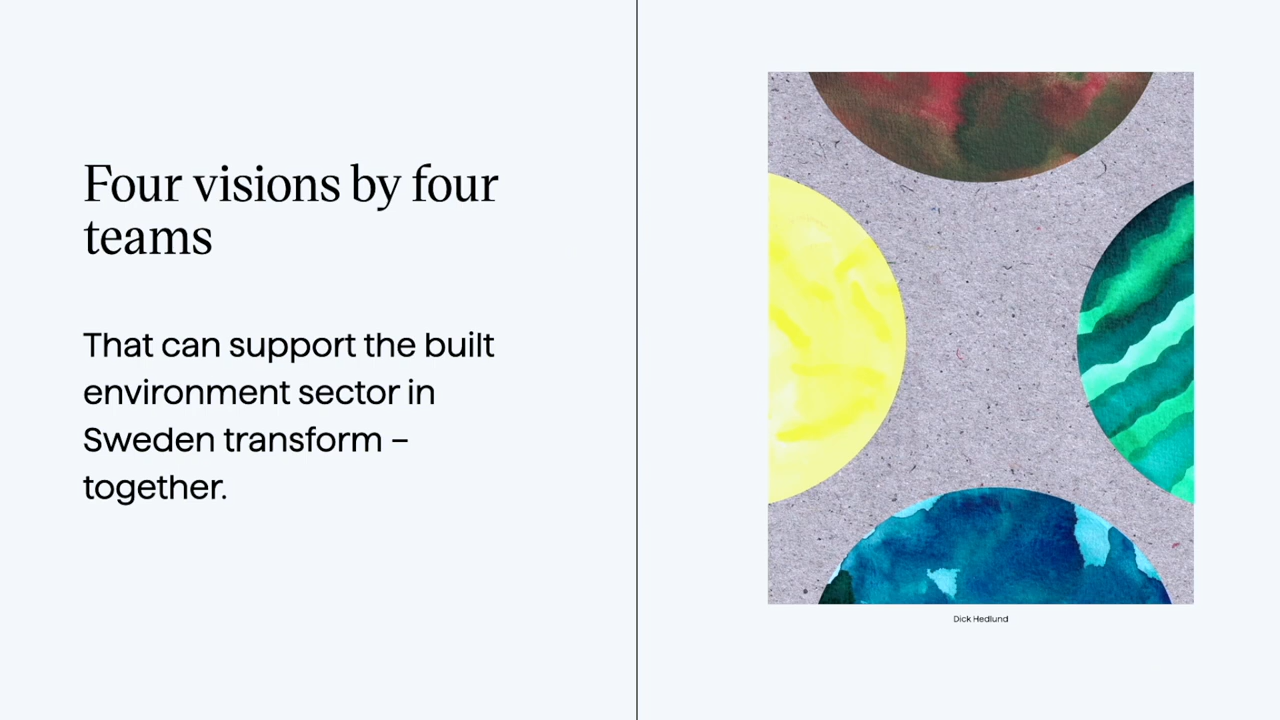 Four visions by four
teams
That can support the built
environment sector in
Sweden transform –
together.
Dick Hedlund